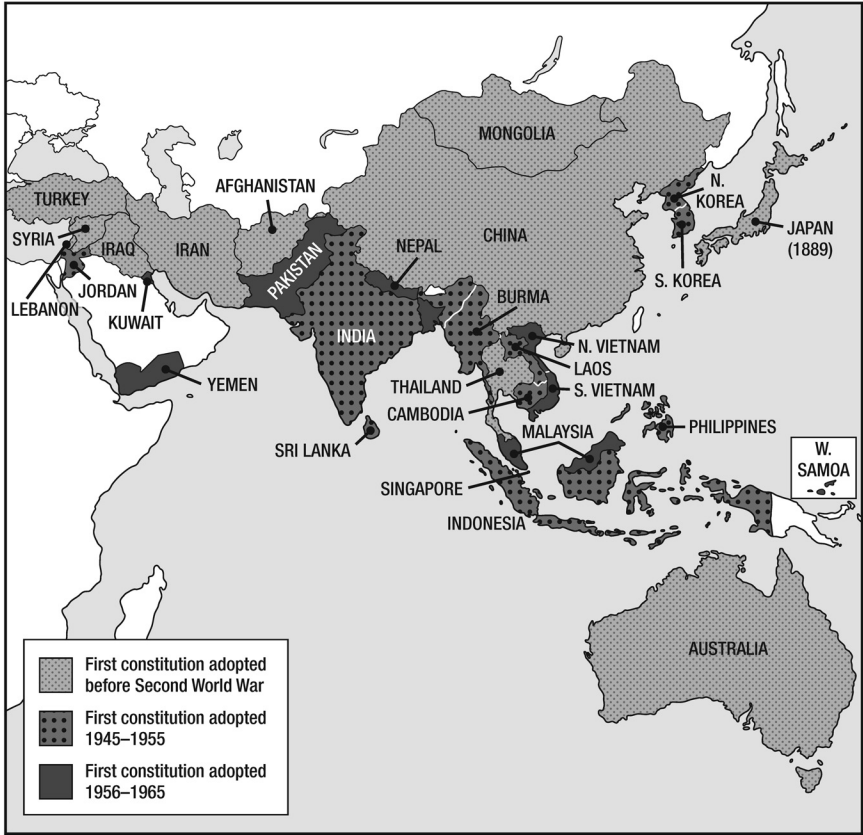 MONGOLIA
AFGHANISTAN
TURKEY
N.
KOREA
SYRIA
IRAQ
IRAN
NEPAL
CHINA
JAPAN
(1889)
PAKISTAN
S. KOREA
JORDAN
LEBANON
KUWAIT
BURMA
INDIA
N. VIETNAM
LAOS
YEMEN
THAILAND
S. VIETNAM
CAMBODIA
SRI LANKA
MALAYSIA
PHILIPPINES
W.
SAMOA
SINGAPORE
INDONESIA
AUSTRALIA
First constitution adopted
before Second World War
First constitution adopted
1945–1955
First constitution adopted
1956–1965